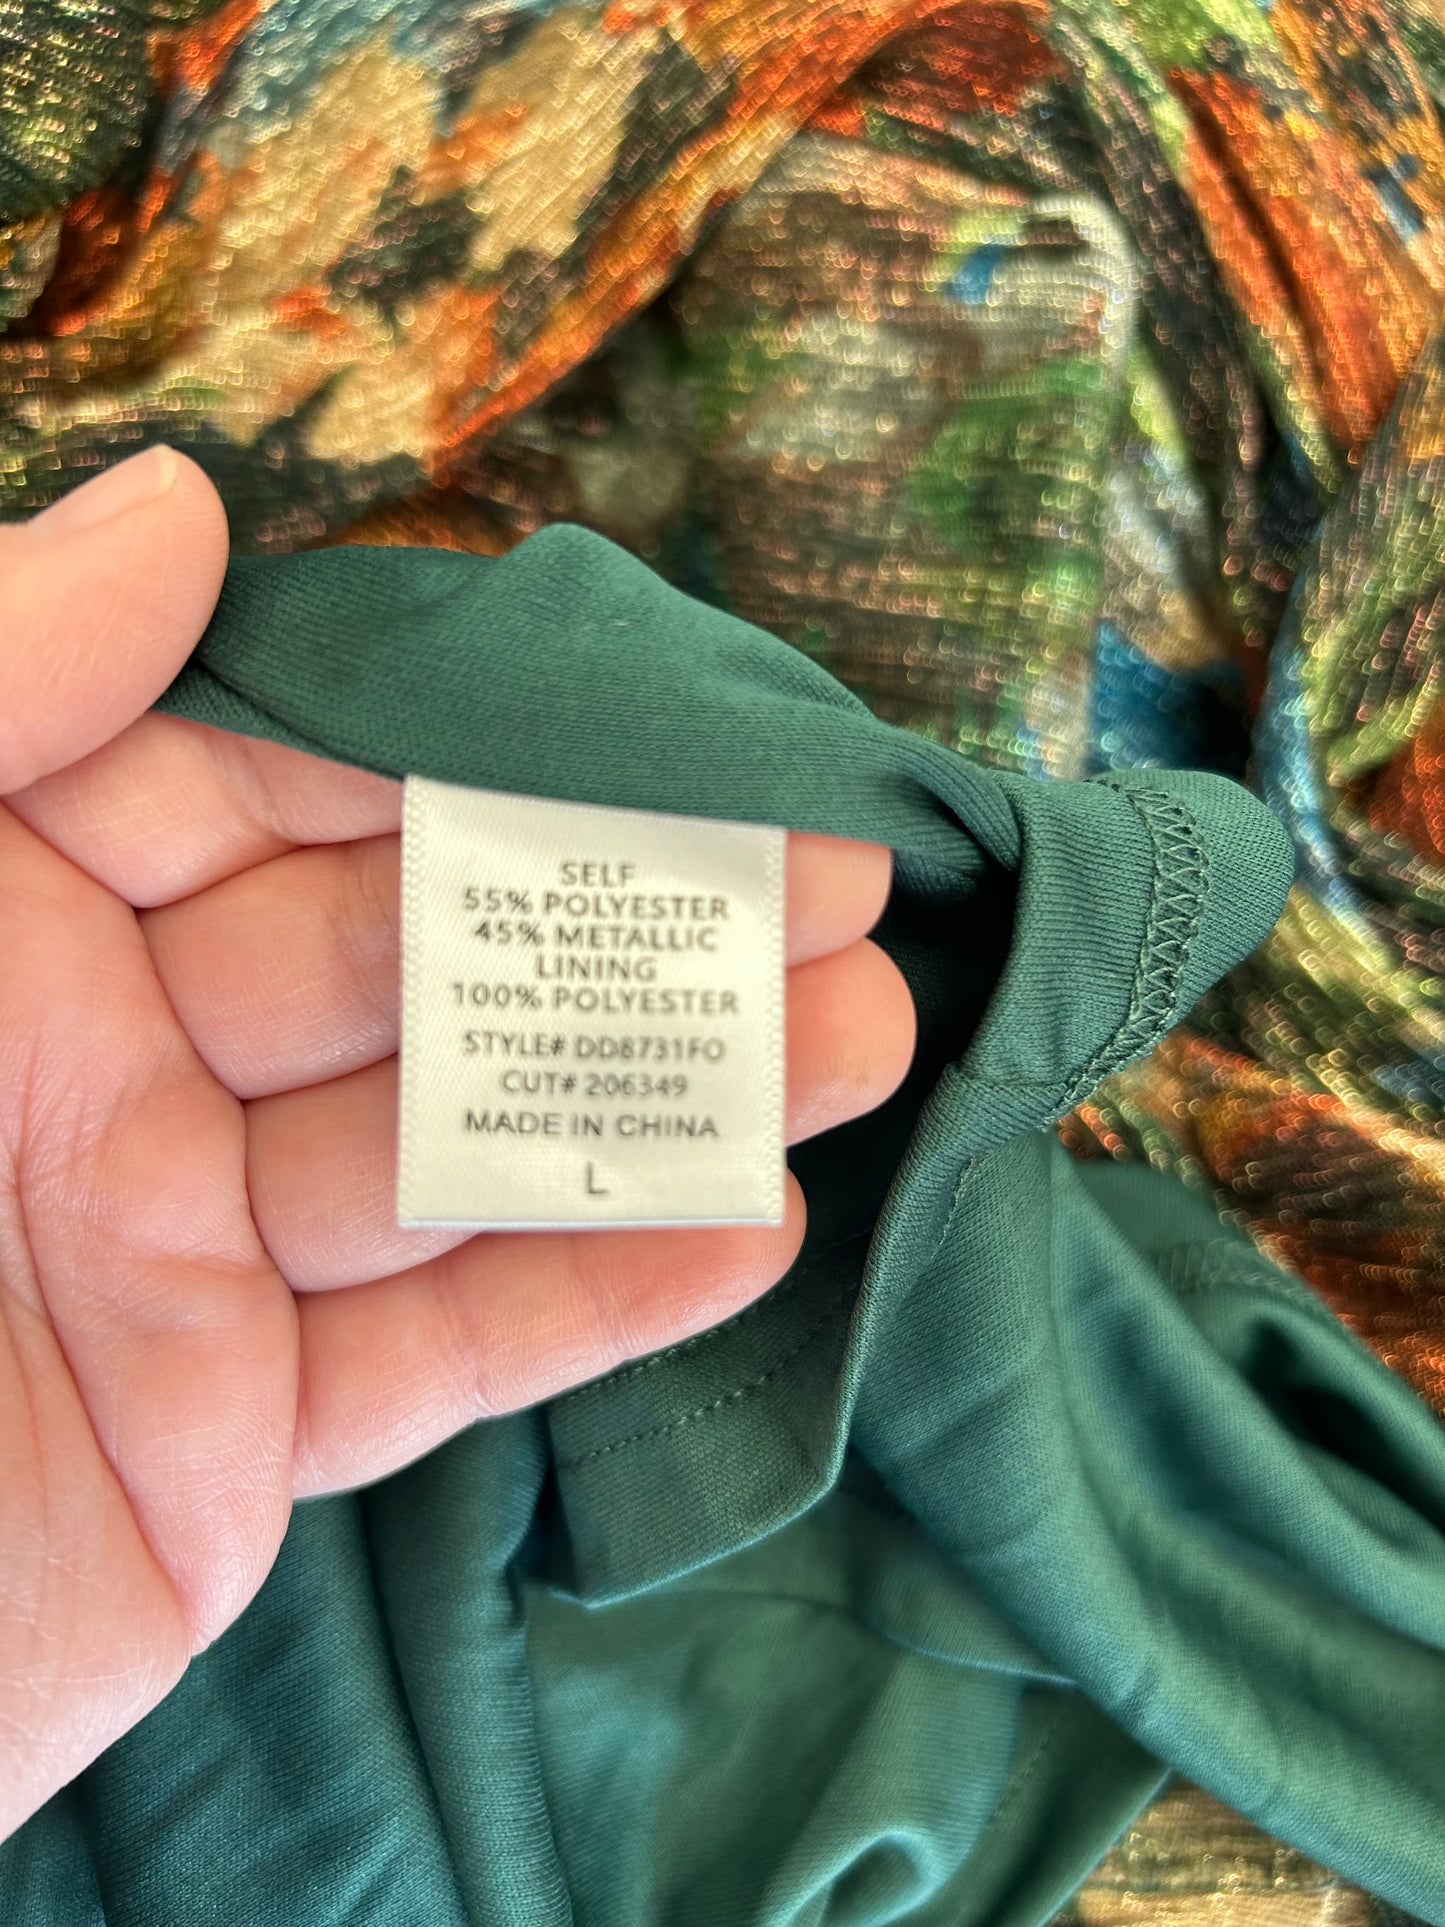 SELF
55% POLYESTER
45% METALLIC
LINING
100% POLYESTER
STYLE# DD8731FO
CUT# 206349
MADE IN CHINA
L